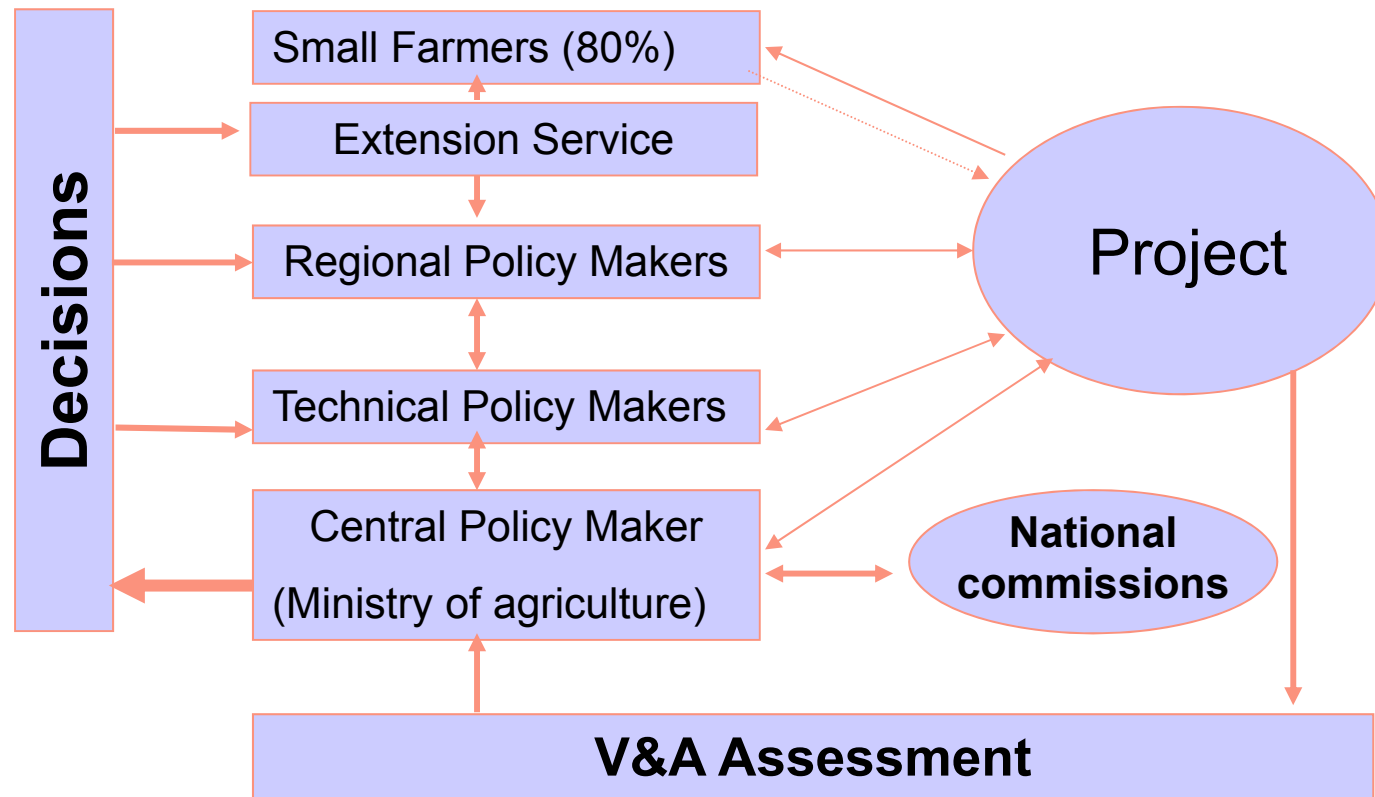 Decisions
Small Farmers (80%)
Extension Service
Regional Policy Makers
Technical Policy Makers
Central Policy Maker
(Ministry of agriculture)
Project
National
commissions
V&A Assessment